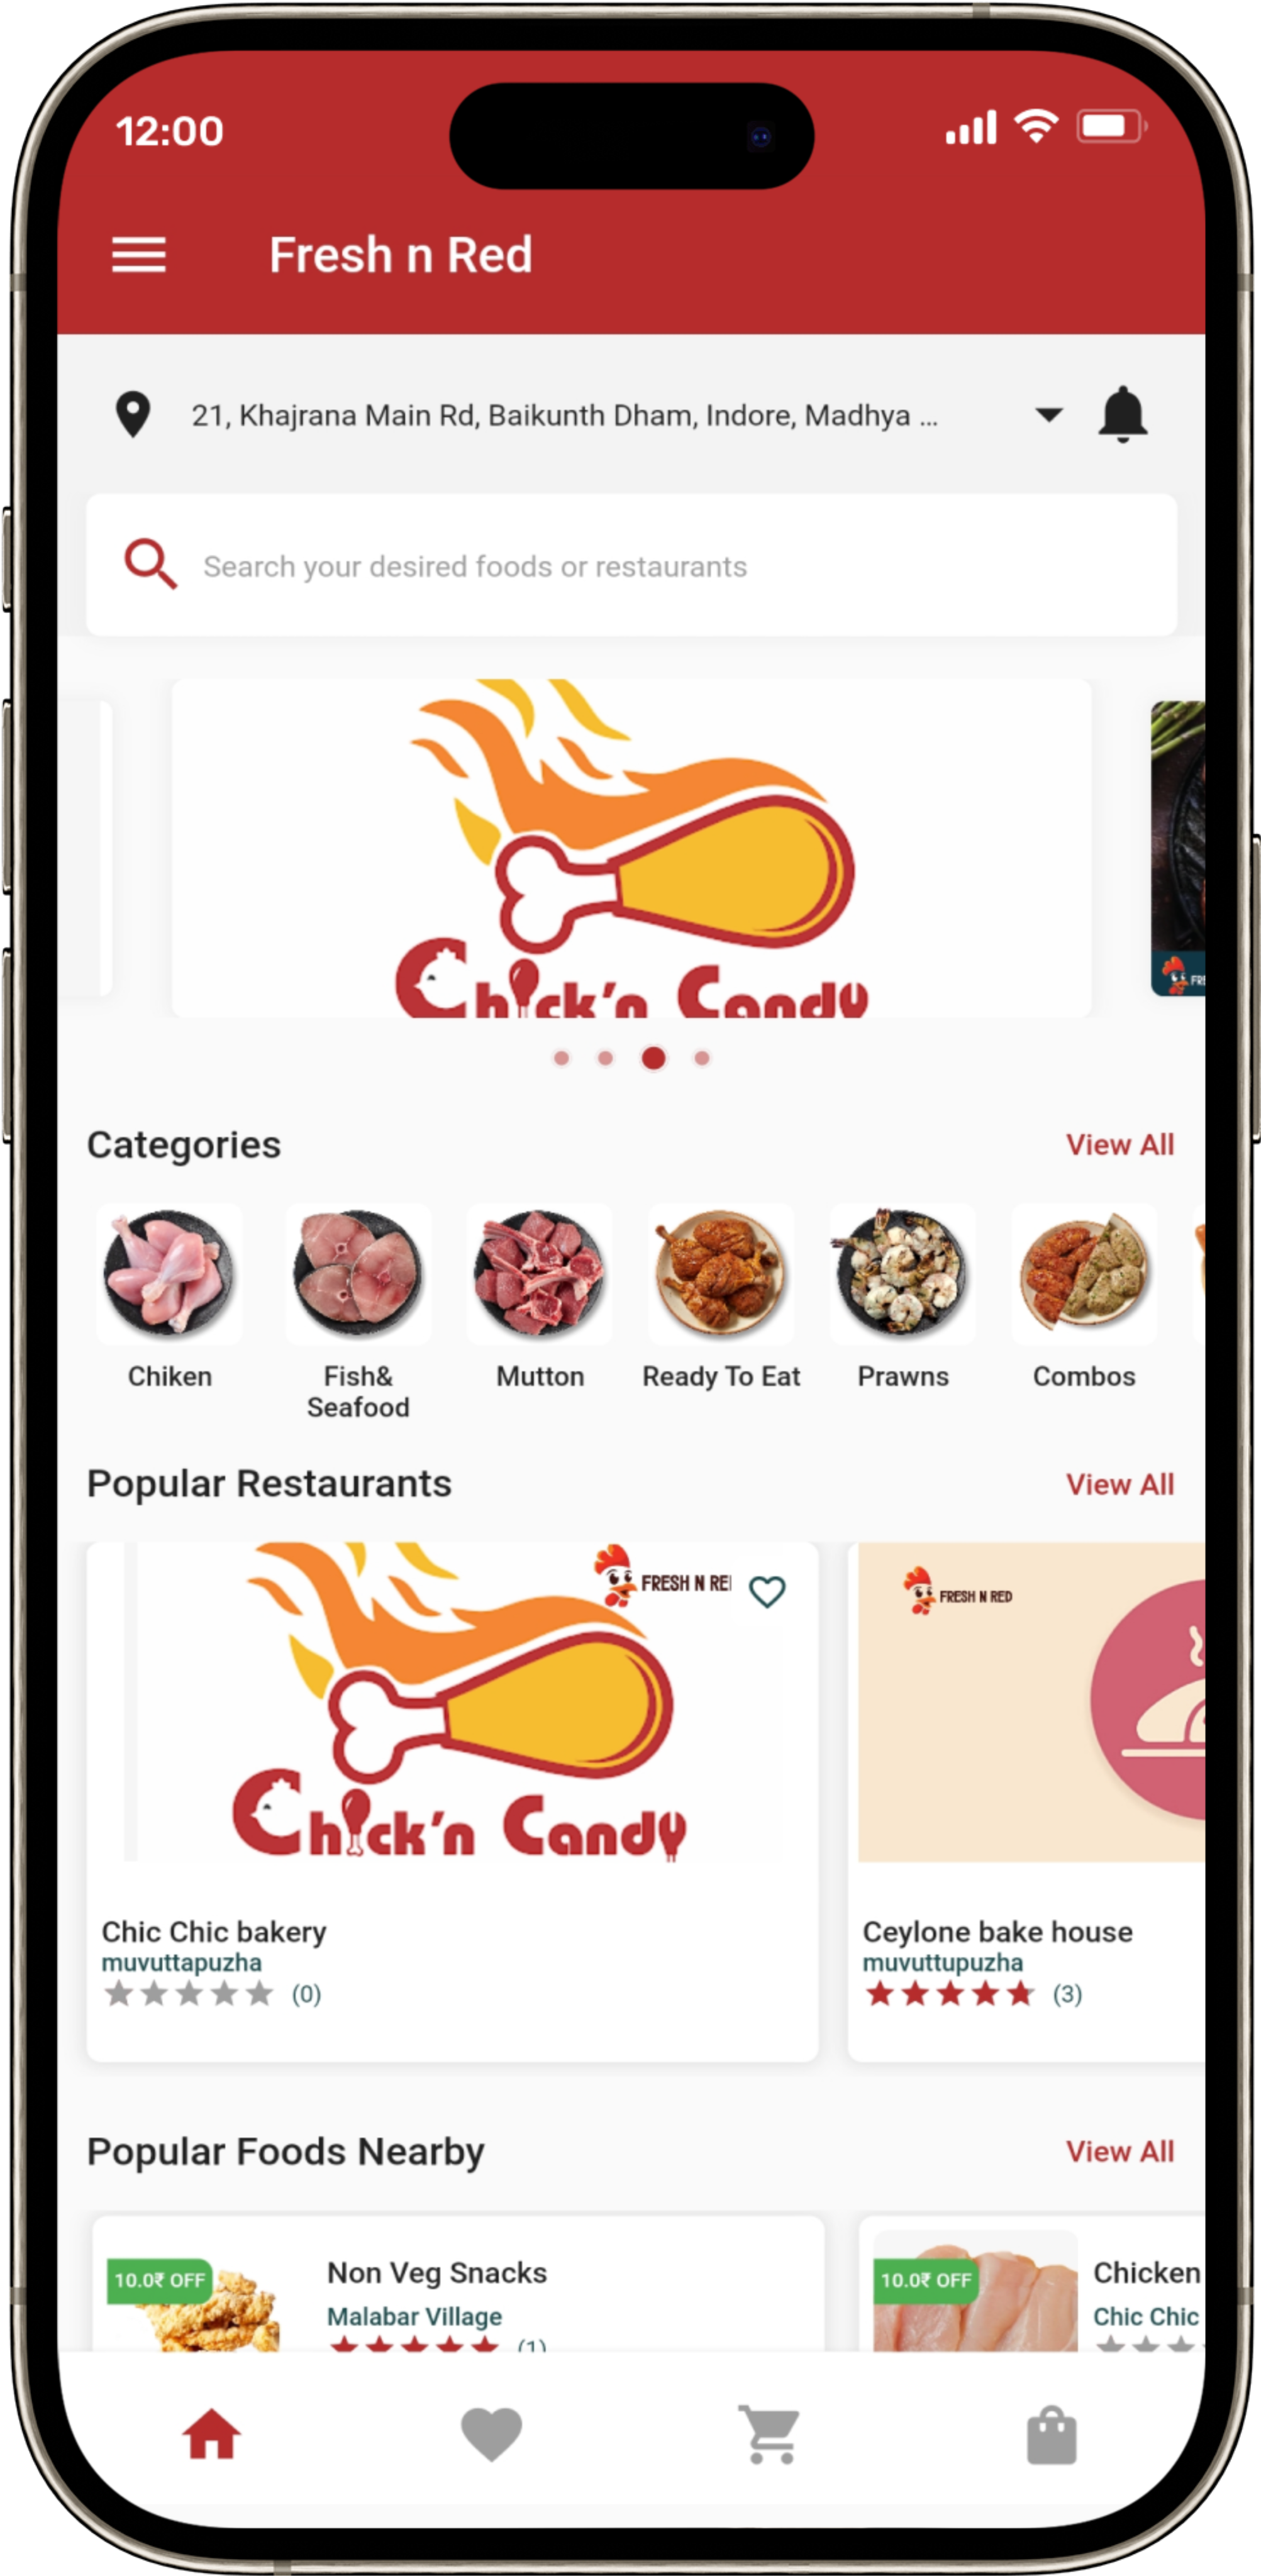 12:00
Fresh n Red
21, Khajrana Main Rd, Baikunth Dham, Indore, Madhya ...
Search your desired foods or restaurants
Chick'n Candy
FRE
Categories
View All
Chiken
Fish&
Seafood
Mutton
Ready To Eat
Prawns
Combos
Popular Restaurants
View All
FRESH N RE
Chick'n Candy
FRESH N RED
Chic Chic bakery
muvuttapuzha
(0)
Ceylone bake house
muvuttupuzha
(3)
Popular Foods Nearby
View All
10.0₹ OFF
Non Veg Snacks
Malabar Village
(1)
10.0₹ OFF
Chicken
Chic Chic